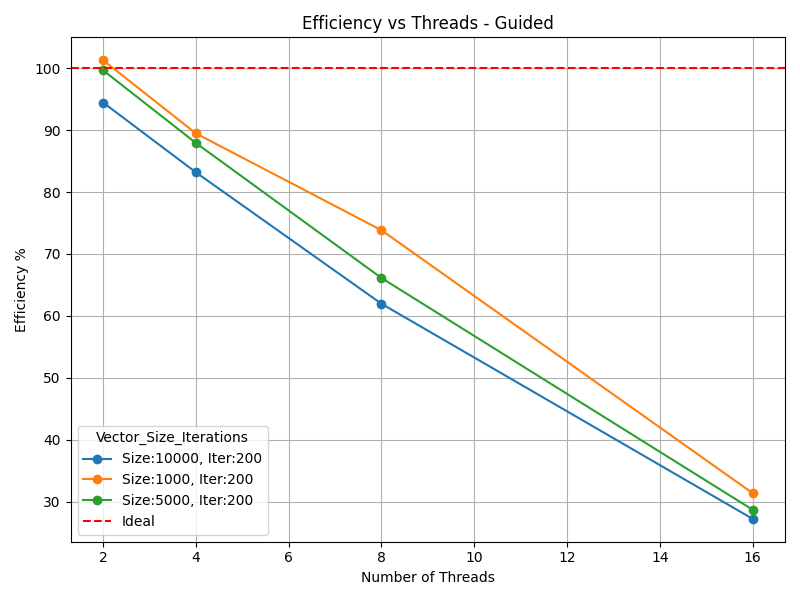 Efficiency vs Threads - Guided
Efficiency %
100
90
80
70
60
50
40
30
Vector_Size_Iterations
Size:10000, Iter:200
Size:1000, Iter:200
Size:5000, Iter:200
Ideal
2 4 6 8 10 12 14 16
Number of Threads